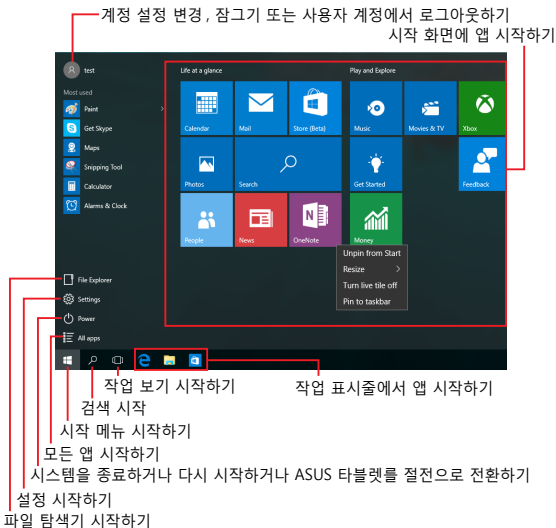 계정 설정 변경, 잠그기 또는 사용자 계정에서 로그아웃하기
시작 화면에 앱 시작하기
test
Most used
Paint
Get Skype
Maps
Snipping Tool
Calculator
Alarms & Clock
File Explorer
Settings
Power
All apps
Life at a glance
Play and Explore
Calendar
Mail
Store (Beta)
Music
Movies & TV
Xbox
Photos
Search
Get Started
Feedback
People
News
OneNote
Money
Unpin from Start
Resize
Turn live tile off
Pin to taskbar
작업 보기 시작하기
작업 표시줄에서 앱 시작하기
검색 시작
시작 메뉴 시작하기
모든 앱 시작하기
시스템을 종료하거나 다시 시작하거나 ASUS 타블렛를 절전으로 전환하기
설정 시작하기
파일 탐색기 시작하기